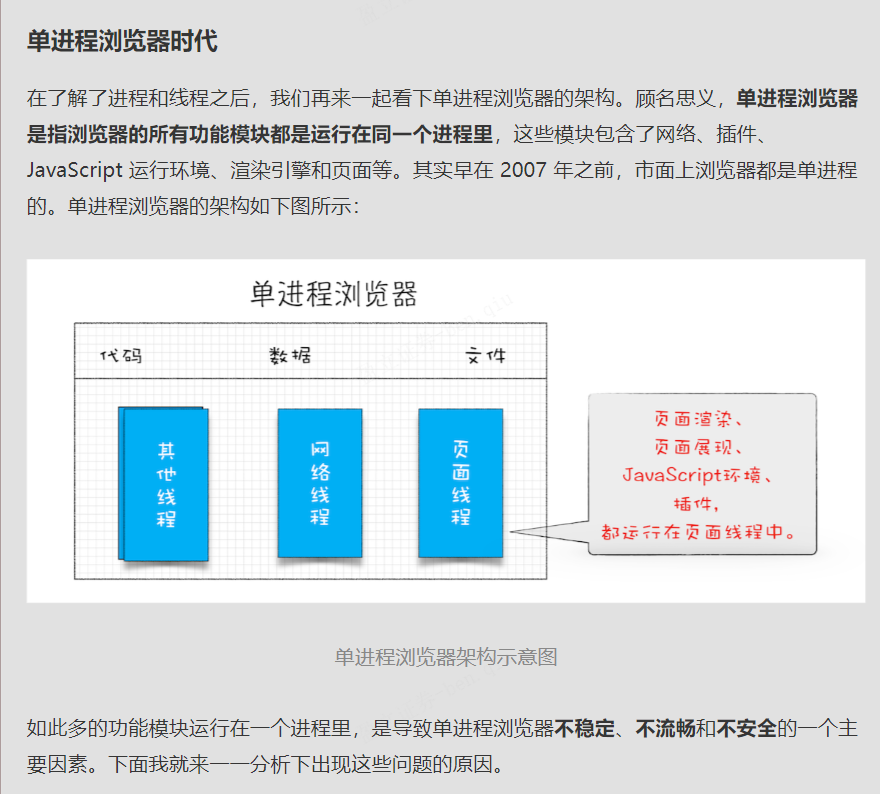 单进程浏览器时代
在了解了进程和线程之后，我们再来一起看下单进程浏览器的架构。顾名思义，单进程浏览器
是指浏览器的所有功能模块都是运行在同一个进程里，这些模块包含了网络、插件、
JavaScript 运行环境、渲染引擎和页面等。其实早在 2007 年之前，市面上浏览器都是单进程
的。单进程浏览器的架构如下图所示：
单进程浏览器
代码 数据 文件
其他线程
网络线程
页面线程
页面渲染、
页面展现、
JavaScript环境、
插件，
都运行在页面线程中。
单进程浏览器架构示意图
如此多的功能模块运行在一个进程里，是导致单进程浏览器不稳定、不流畅和不安全的一个主
要因素。下面我就来一一分析下出现这些问题的原因。